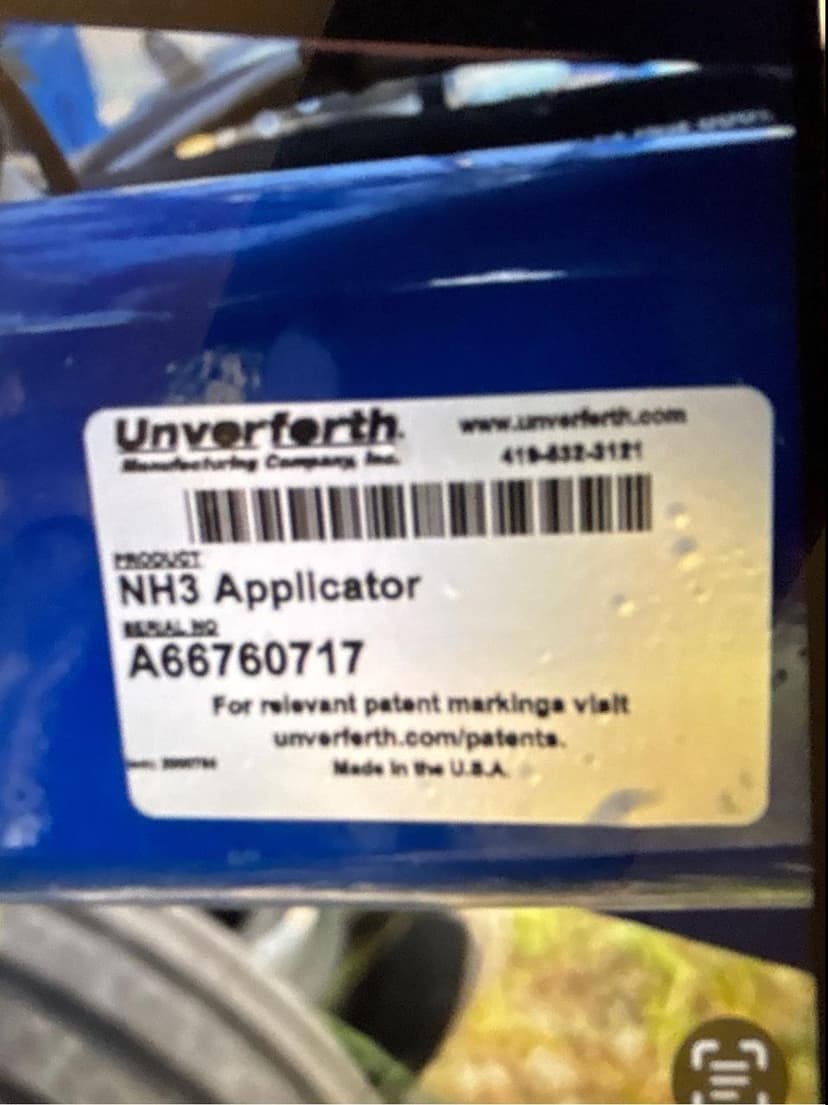 Unverferth
Manufacturing Company, Inc.
www.unverferth.com
419-532-3121
PRODUCT
NH3 Applicator
SERIAL NO
A66760717
For relevant patent markings visit
unverferth.com/patents.
Made in the U.S.A.